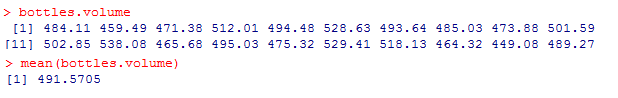 > bottles.volume
[1] 484.11 459.49 471.38 512.01 494.48 528.63 493.64 485.03 473.88 501.59
[11] 502.85 538.08 465.68 495.03 475.32 529.41 518.13 464.32 449.08 489.27
> mean(bottles.volume)
[1] 491.5705